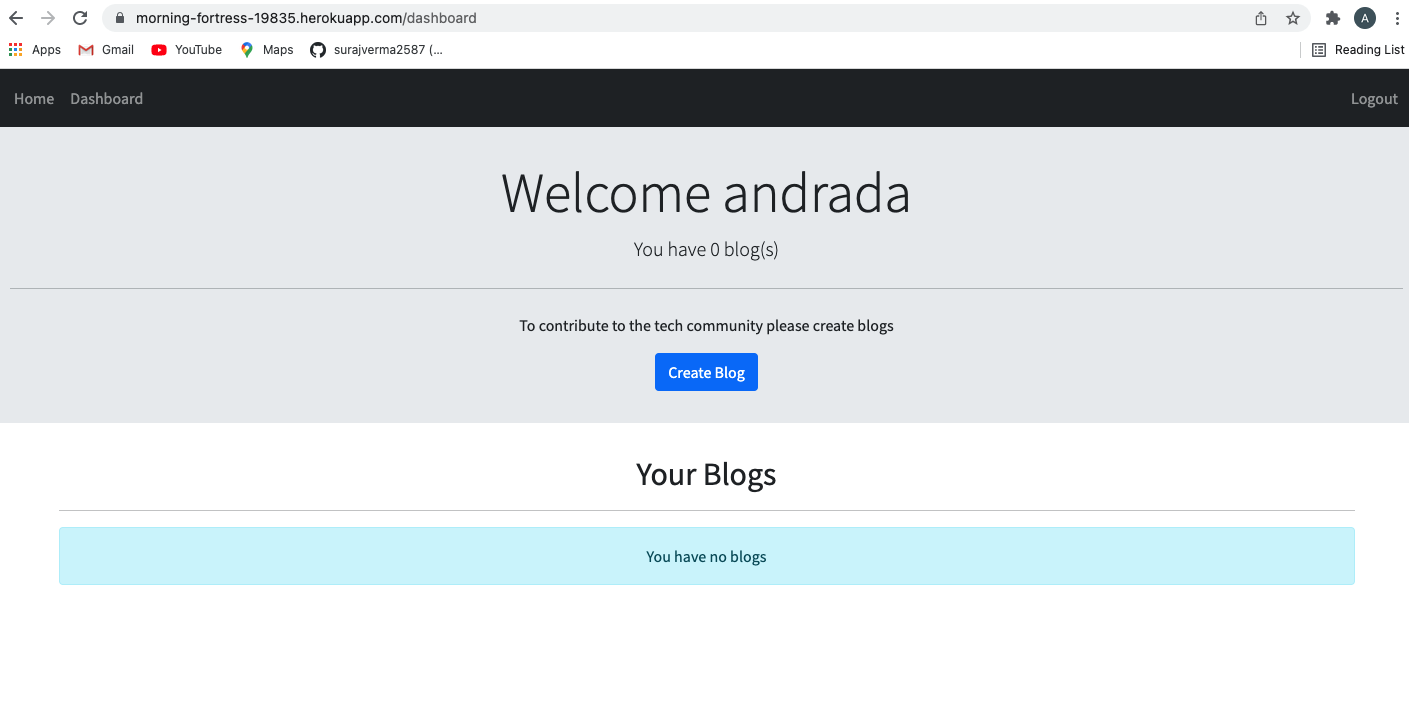 morning-fortress-19835.herokuapp.com/dashboard
A
Apps Gmail YouTube Maps surajverma2587 (... Reading List
Home Dashboard Logout
Welcome andrada
You have 0 blog(s)
To contribute to the tech community please create blogs
Create Blog
Your Blogs
You have no blogs